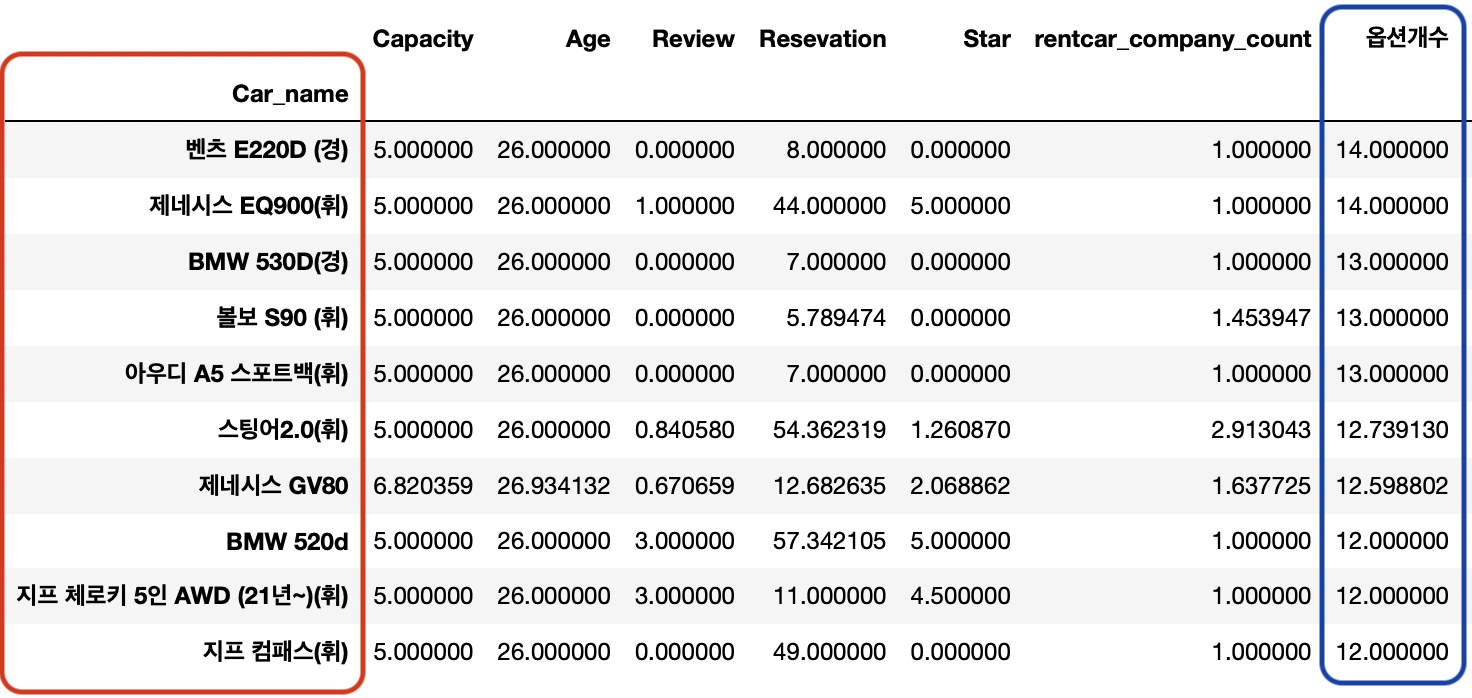 Capacity Age Review Resevation Star rentcar_company_count 옵션개수
Car_name
벤츠 E220D (경) 5.000000 26.000000 0.000000 8.000000 0.000000 1.000000 14.000000
제네시스 EQ900(휘) 5.000000 26.000000 1.000000 44.000000 5.000000 1.000000 14.000000
BMW 530D(경) 5.000000 26.000000 0.000000 7.000000 0.000000 1.000000 13.000000
볼보 S90 (휘) 5.000000 26.000000 0.000000 5.789474 0.000000 1.453947 13.000000
아우디 A5 스포트백(휘) 5.000000 26.000000 0.000000 7.000000 0.000000 1.000000 13.000000
스팅어2.0(휘) 5.000000 26.000000 0.840580 54.362319 1.260870 2.913043 12.739130
제네시스 GV80 6.820359 26.934132 0.670659 12.682635 2.068862 1.637725 12.598802
BMW 520d 5.000000 26.000000 3.000000 57.342105 5.000000 1.000000 12.000000
지프 체로키 5인 AWD (21년~)(휘) 5.000000 26.000000 3.000000 11.000000 4.500000 1.000000 12.000000
지프 컴패스(휘) 5.000000 26.000000 0.000000 49.000000 0.000000 1.000000 12.000000